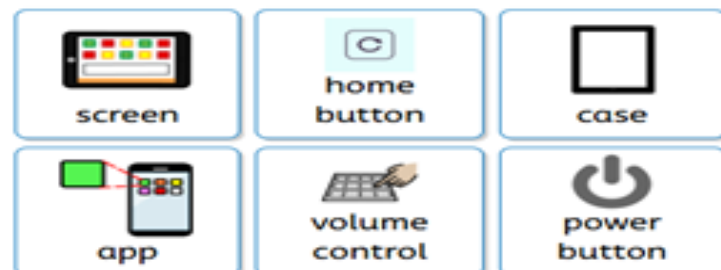 screen
home
button
case
app
volume
control
power
button